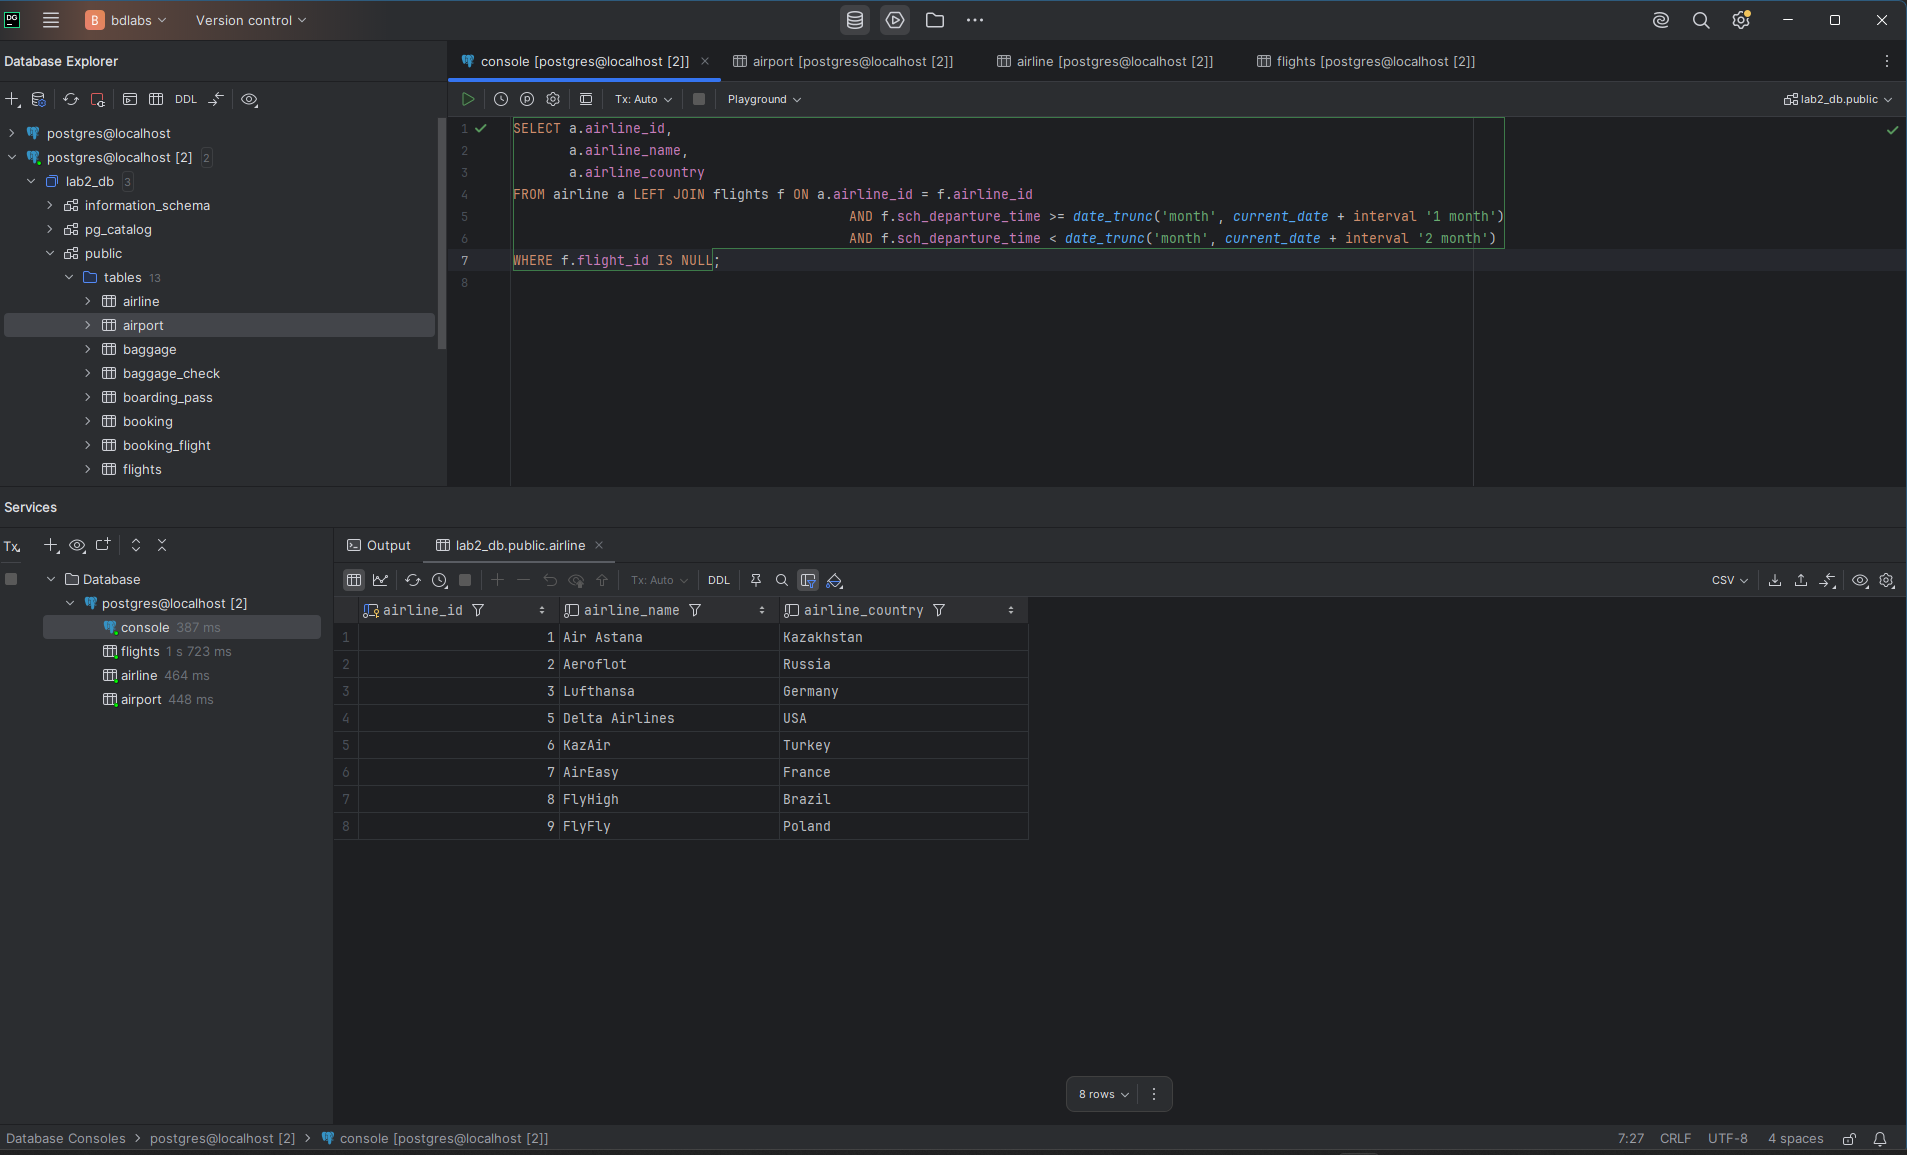 DG
B bdlabs
Version control
Database Explorer
console [postgres@localhost [2]]
airport [postgres@localhost [2]]
airline [postgres@localhost [2]]
flights [postgres@localhost [2]]
DDL
Tx: Auto
Playground
lab2_db.public
postgres@localhost
postgres@localhost [2] 2
lab2_db 3
information_schema
pg_catalog
public
tables 13
airline
airport
baggage
baggage_check
boarding_pass
booking
booking_flight
flights
1 SELECT a.airline_id,
2 a.airline_name,
3 a.airline_country
4 FROM airline a LEFT JOIN flights f ON a.airline_id = f.airline_id
5 AND f.sch_departure_time >= date_trunc('month', current_date + interval '1 month')
6 AND f.sch_departure_time < date_trunc('month', current_date + interval '2 month')
7 WHERE f.flight_id IS NULL;
8
Services
Tx
Database
postgres@localhost [2]
console 387 ms
flights 1 s 723 ms
airline 464 ms
airport 448 ms
Output
lab2_db.public.airline
Tx: Auto
DDL
CSV
airline_id airline_name airline_country
1 1 Air Astana Kazakhstan
2 2 Aeroflot Russia
3 3 Lufthansa Germany
4 5 Delta Airlines USA
5 6 KazAir Turkey
6 7 AirEasy France
7 8 FlyHigh Brazil
8 9 FlyFly Poland
8 rows
Database Consoles > postgres@localhost [2] > console [postgres@localhost [2]]
7:27 CRLF UTF-8 4 spaces